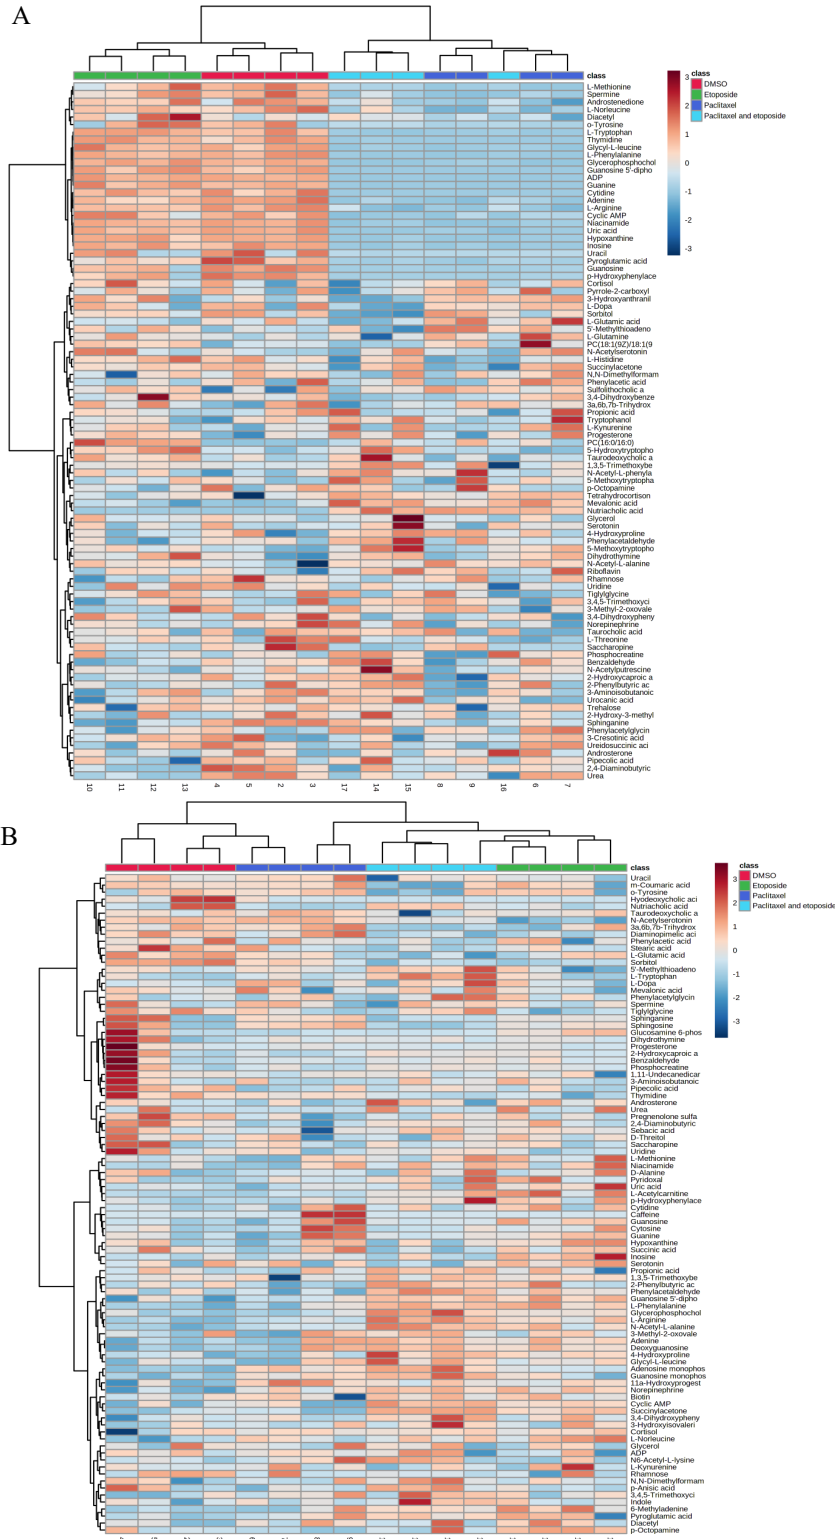 A
class
L-Methionine
Spermine
Androstenedione
L-Norleucine
Diacetyl
o-Tyrosine
L-Tryptophan
Thymidine
Glycyl-L-leucine
L-Phenylalanine
Glycerophosphochol
Guanosine 5'-dipho
ADP
Guanine
Cytidine
Adenine
L-Arginine
Cyclic AMP
Niacinamide
Uric acid
Hypoxanthine
Inosine
Uracil
Pyroglutamic acid
Guanosine
p-Hydroxyphenylace
Cortisol
Pyrrole-2-carboxyl
3-Hydroxyanthranil
L-Dopa
Sorbitol
L-Glutamic acid
5'-Methylthioadeno
L-Glutamine
PC(18:1(9Z)/18:1(9
N-Acetylserotonin
L-Histidine
Succinylacetone
N,N-Dimethylformam
Phenylacetic acid
Sulfolithocholic a
3,4-Dihydroxybenze
3a,6b,7b-Trihydrox
Propionic acid
Tryptophanol
L-Kynurenine
Progesterone
PC(16:0/16:0)
5-Hydroxytryptopho
Taurodeoxycholic a
1,3,5-Trimethoxybe
N-Acetyl-L-phenyla
5-Methoxytryptopha
p-Octopamine
Tetrahydrocortison
Mevalonic acid
Nutriacholic acid
Glycerol
Serotonin
4-Hydroxyproline
Phenylacetaldehyde
5-Methoxytryptopho
Dihydrothymine
N-Acetyl-L-alanine
Riboflavin
Rhamnose
Uridine
Tiglylglycine
3,4,5-Trimethoxyci
3-Methyl-2-oxovale
3,4-Dihydroxypheny
Norepinephrine
Taurocholic acid
L-Threonine
Saccharopine
Phosphocreatine
Benzaldehyde
N-Acetylputrescine
2-Hydroxycaproic a
2-Phenylbutyric ac
3-Aminoisobutanoic
Urocanic acid
Trehalose
2-Hydroxy-3-methyl
Sphinganine
Phenylacetylglycin
3-Cresotinic acid
Ureidosuccinic aci
Androsterone
Pipecolic acid
2,4-Diaminobutyric
Urea
10 11 12 13 4 5 2 3 17 14 15 8 9 16 6 7
3
2
1
0
-1
-2
-3
class
DMSO
Etoposide
Paclitaxel
Paclitaxel and etoposide
B
class
Uracil
m-Coumaric acid
o-Tyrosine
Hyodeoxycholic aci
Nutriacholic acid
Taurodeoxycholic a
N-Acetylserotonin
3a,6b,7b-Trihydrox
Diaminopimelic aci
Phenylacetic acid
Stearic acid
L-Glutamic acid
Sorbitol
5'-Methylthioadeno
L-Tryptophan
L-Dopa
Mevalonic acid
Phenylacetylglycin
Spermine
Tiglylglycine
Sphinganine
Sphingosine
Glucosamine 6-phos
Dihydrothymine
Progesterone
2-Hydroxycaproic a
Benzaldehyde
Phosphocreatine
1,11-Undecanedicar
3-Aminoisobutanoic
Pipecolic acid
Thymidine
Androsterone
Urea
Pregnenolone sulfa
2,4-Diaminobutyric
Sebacic acid
D-Threitol
Saccharopine
Uridine
L-Methionine
Niacinamide
D-Alanine
Pyridoxal
Uric acid
L-Acetylcarnitine
p-Hydroxyphenylace
Cytidine
Caffeine
Guanosine
Cytosine
Guanine
Hypoxanthine
Succinic acid
Inosine
Serotonin
Propionic acid
1,3,5-Trimethoxybe
2-Phenylbutyric ac
Phenylacetaldehyde
Guanosine 5'-dipho
L-Phenylalanine
Glycerophosphochol
L-Arginine
N-Acetyl-L-alanine
3-Methyl-2-oxovale
Adenine
Deoxyguanosine
4-Hydroxyproline
Glycyl-L-leucine
Adenosine monophos
Guanosine monophos
11a-Hydroxyprogest
Norepinephrine
Biotin
Cyclic AMP
Succinylacetone
3,4-Dihydroxypheny
3-Hydroxyisovaleri
Cortisol
L-Norleucine
Glycerol
ADP
N6-Acetyl-L-lysine
L-Kynurenine
Rhamnose
N,N-Dimethylformam
p-Anisic acid
3,4,5-Trimethoxyci
Indole
6-Methyladenine
Pyroglutamic acid
Diacetyl
p-Octopamine
3
2
1
0
-1
-2
-3
class
DMSO
Etoposide
Paclitaxel
Paclitaxel and etoposide